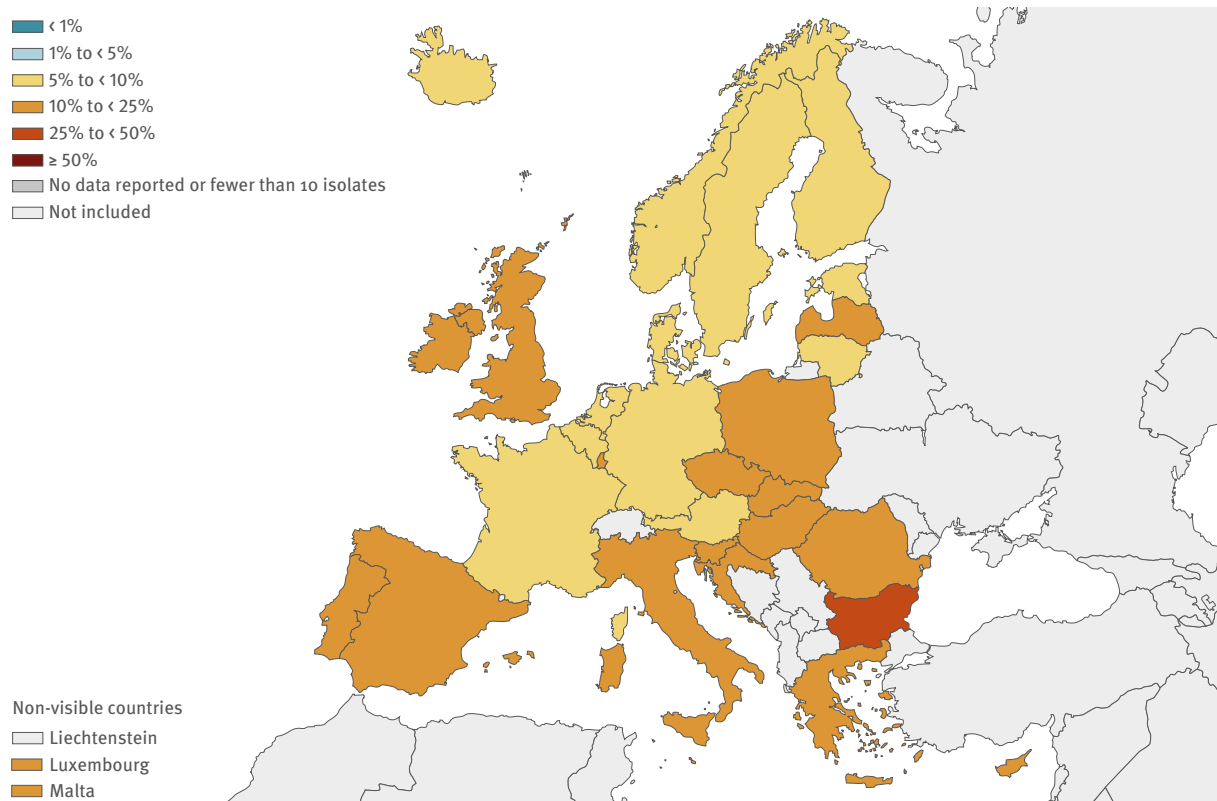 < 1%
1% to < 5%
5% to < 10%
10% to < 25%
25% to < 50%
≥ 50%
No data reported or fewer than 10 isolates
Not included
Non-visible countries
Liechtenstein
Luxembourg
Malta